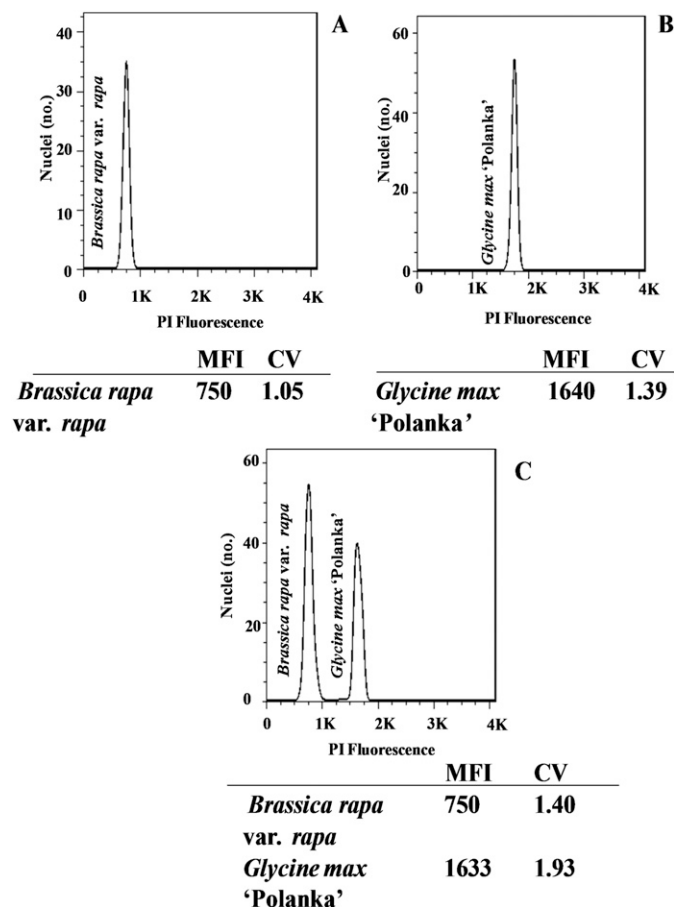 A
40
30
20
10
0
Nuclei (no.)
Brassica rapa var. rapa
0 1K 2K 3K 4K
PI Fluorescence
MFI CV
Brassica rapa 750 1.05
var. rapa
B
60
40
20
0
Nuclei (no.)
Glycine max 'Polanka'
0 1K 2K 3K 4K
PI Fluorescence
MFI CV
Glycine max 1640 1.39
'Polanka'
C
60
40
20
0
Nuclei (no.)
Brassica rapa var. rapa
Glycine max 'Polanka'
0 1K 2K 3K 4K
PI Fluorescence
MFI CV
Brassica rapa 750 1.40
var. rapa
Glycine max 1633 1.93
'Polanka'